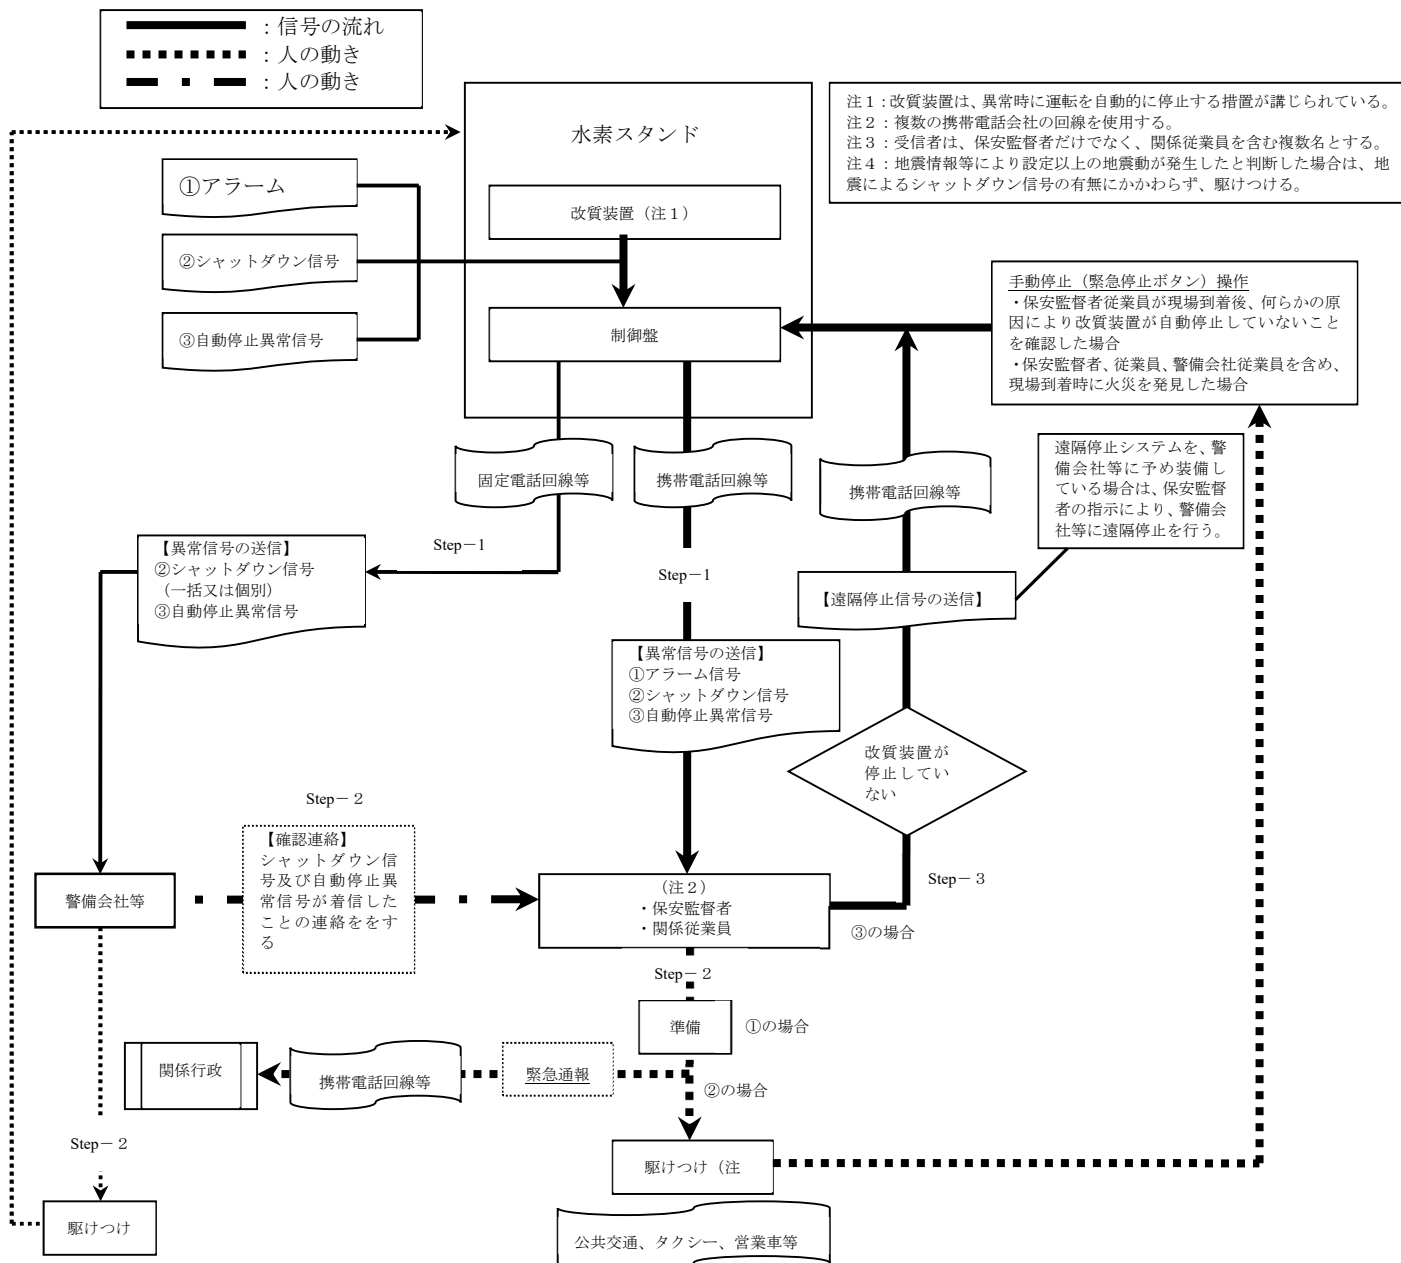 ：信号の流れ
：人の動き
：人の動き
水素スタンド
注１：改質装置は、異常時に運転を自動的に停止する措置が講じられている。
注２：複数の携帯電話会社の回線を使用する。
注３：受信者は、保安監督者だけでなく、関係従業員を含む複数名とする。
注４：地震情報等により設定以上の地震動が発生したと判断した場合は、地
震によるシャットダウン信号の有無にかかわらず、駆けつける。
①アラーム
改質装置（注１）
②シャットダウン信号
③自動停止異常信号
制御盤
手動停止（緊急停止ボタン）操作
・保安監督者従業員が現場到着後、何らかの原
因により改質装置が自動停止していないこと
を確認した場合
・保安監督者、従業員、警備会社従業員を含め、
現場到着時に火災を発見した場合
固定電話回線等
携帯電話回線等
携帯電話回線等
遠隔停止システムを、警
備会社等に予め装備し
ている場合は、保安監督
者の指示により、警備会
社等に遠隔停止を行う。
Step－1
【異常信号の送信】
②シャットダウン信号
（一括又は個別）
③自動停止異常信号
Step－1
【遠隔停止信号の送信】
【異常信号の送信】
①アラーム信号
②シャットダウン信号
③自動停止異常信号
改質装置が
停止してい
ない
Step－２
【確認連絡】
シャットダウン信
号及び自動停止異
常信号が着信した
ことの連絡ををす
る
警備会社等
（注２）
・保安監督者
・関係従業員
Step－３
③の場合
Step－２
準備
①の場合
関係行政
携帯電話回線等
緊急通報
②の場合
Step－２
駆けつけ（注
駆けつけ
公共交通、タクシー、営業車等